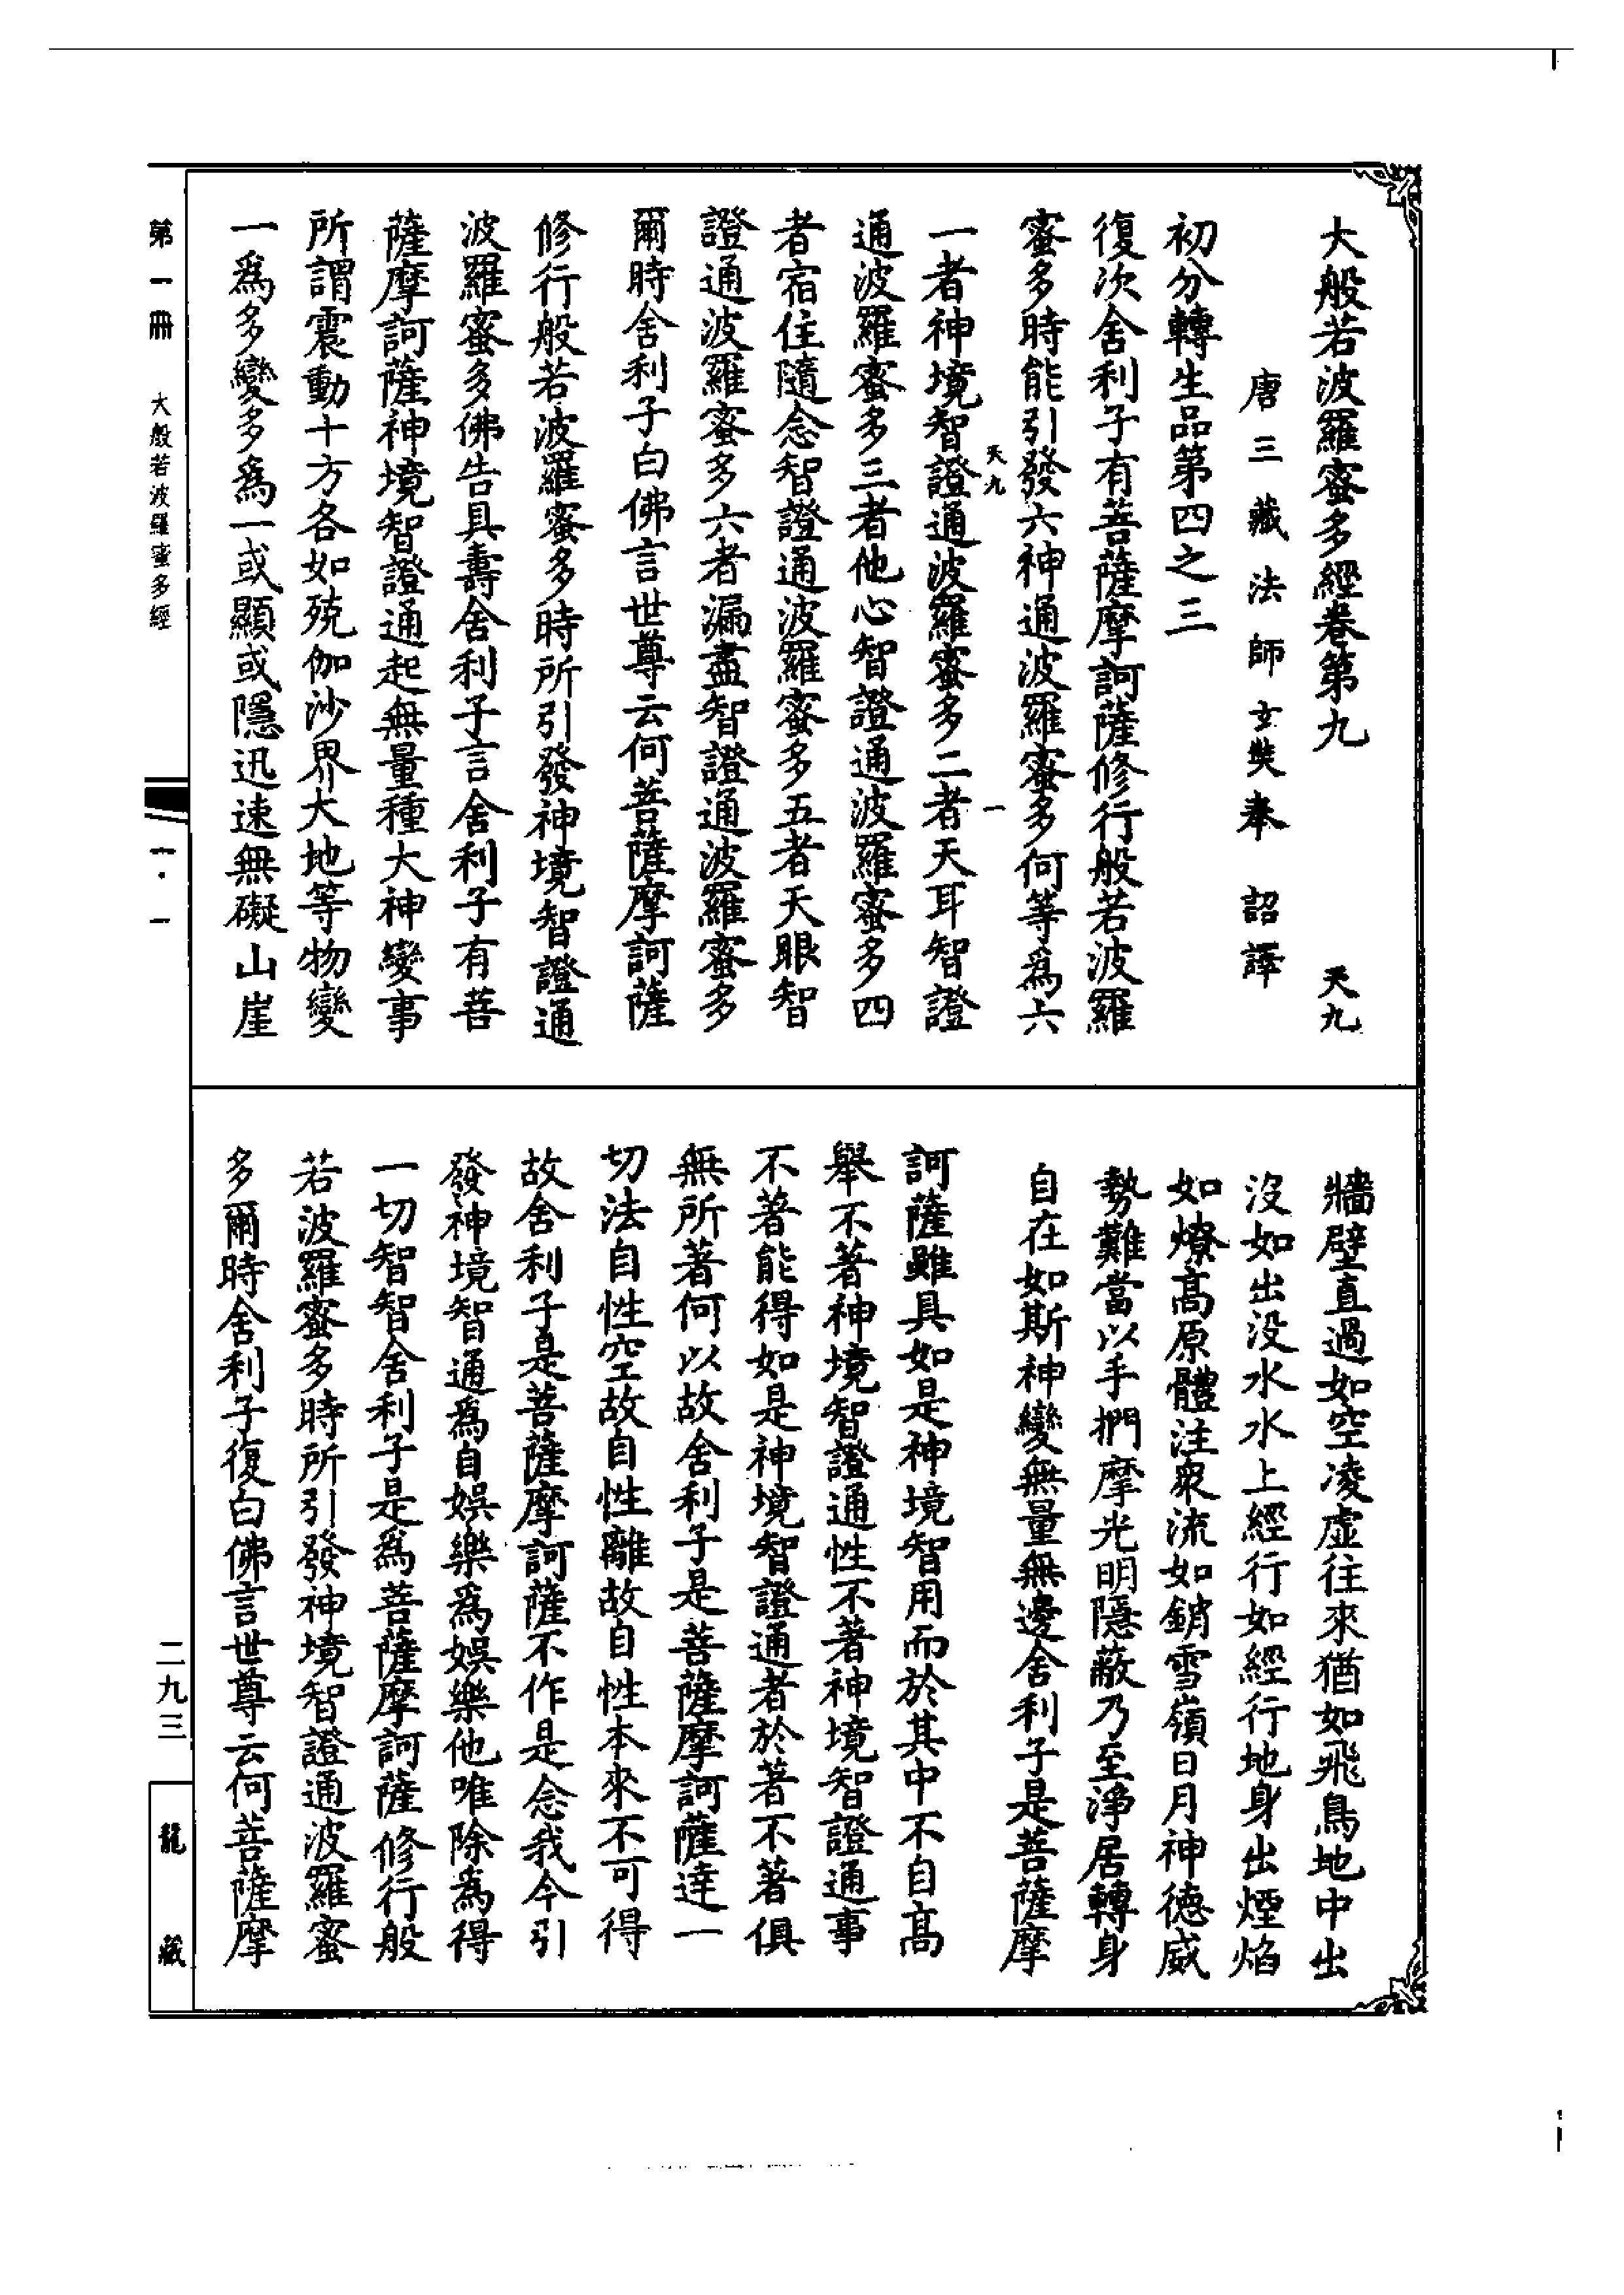 大般若波羅蜜多經卷第九　天九
唐三藏法師玄奘奉　詔譯
初分轉生品第四之三
復次舍利子有菩薩摩訶薩修行般若波羅
蜜多時能引發六神通波羅蜜多何等爲六
天九　一
一者神境智證通波羅蜜多二者天耳智證
通波羅蜜多三者他心智證通波羅蜜多四
者宿住隨念智證通波羅蜜多五者天眼智
證通波羅蜜多六者漏盡智證通波羅蜜多
爾時舍利子白佛言世尊云何菩薩摩訶薩
修行般若波羅蜜多時所引發神境智證通
波羅蜜多佛告具壽舍利子言舍利子有菩
薩摩訶薩神境智證通起無量種大神變事
所謂震動十方各如殑伽沙界大地等物變
一爲多變多爲一或顯或隱迅速無礙山崖
牆壁直過如空凌虛往來猶如飛鳥地中出
沒如出沒水水上經行如經行地身出煙焰
如燎高原體注衆流如銷雪嶺日月神德威
勢難當以手捫摩光明隱蔽乃至淨居轉身
自在如斯神變無量無邊舍利子是菩薩摩
訶薩雖具如是神境智用而於其中不自高
舉不著神境智證通性不著神境智證通事
不著能得如是神境智證通者於著不著俱
無所著何以故舍利子是菩薩摩訶薩達一
切法自性空故自性離故自性本來不可得
故舍利子是菩薩摩訶薩不作是念我今引
發神境智通爲自娛樂爲娛樂他唯除爲得
一切智智舍利子是爲菩薩摩訶薩修行般
若波羅蜜多時所引發神境智證通波羅蜜
多爾時舍利子復白佛言世尊云何菩薩摩
第一冊　大般若波羅蜜多經
一·一
二九三
龍藏